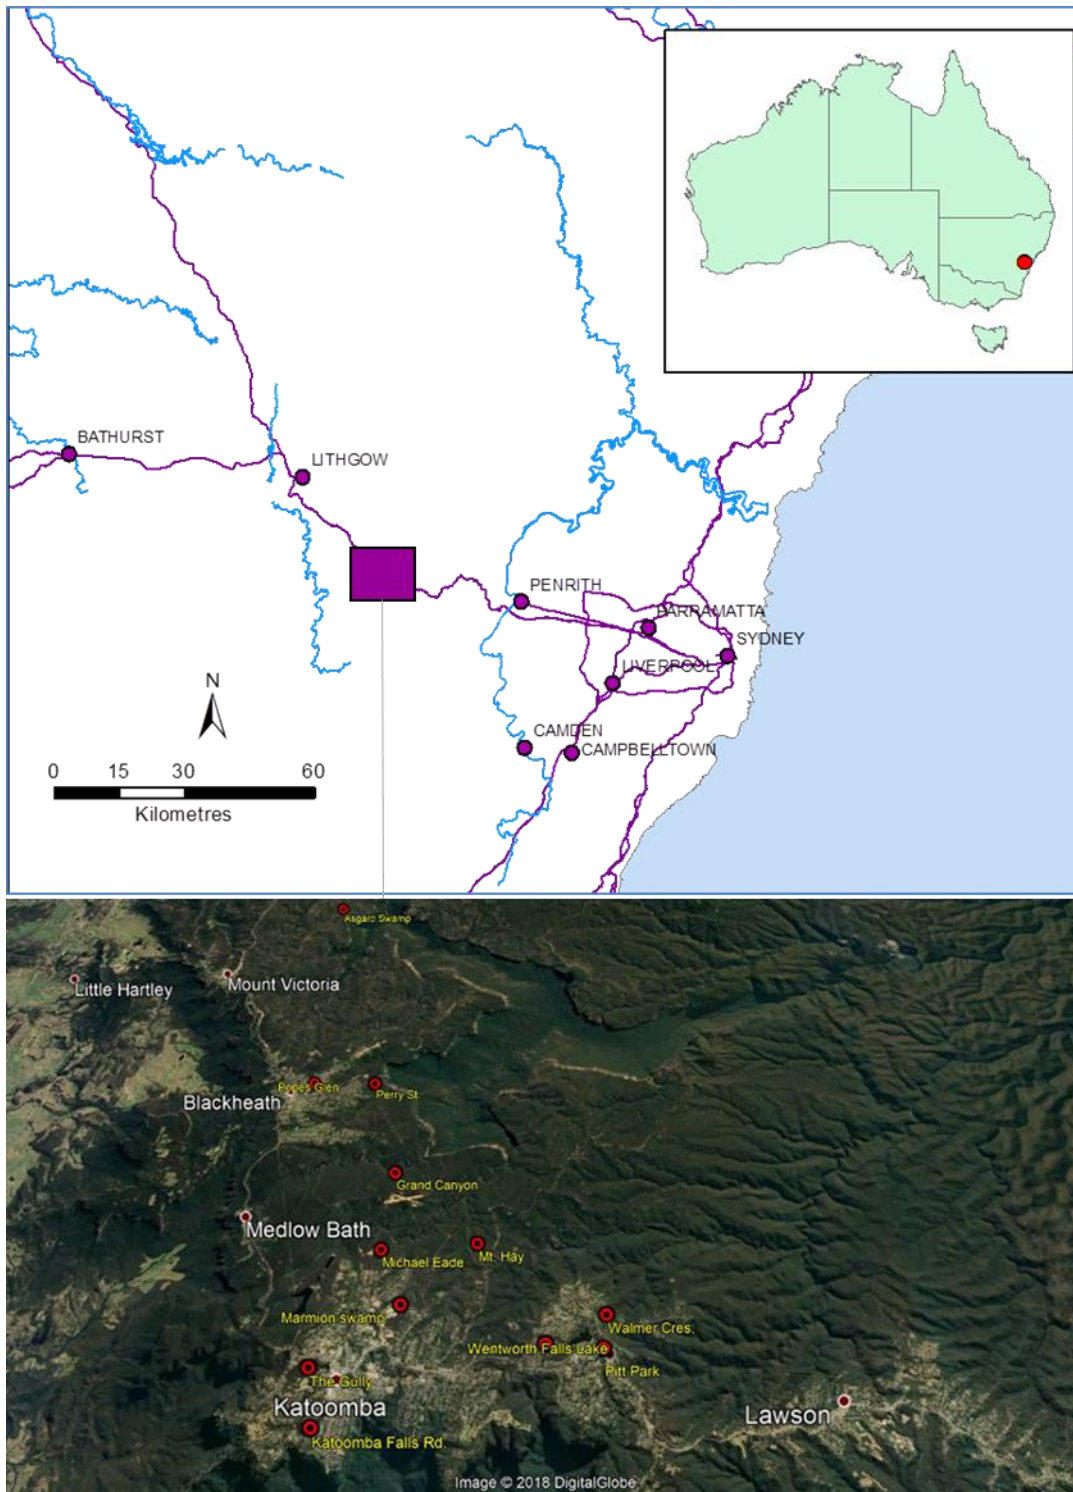 BATHURST
LITHGOW
PENRITH
PARRAMATTA
SYDNEY
LIVERPOOL
CAMDEN
CAMPBELLTOWN
N
0 15 30 60
Kilometres
Asgard Swamp
Little Hartley
Mount Victoria
Popes Glen
Perry St
Blackheath
Grand Canyon
Medlow Bath
Mt. Hay
Michael Eade
Marmion swamp
Walmer Cres.
Wentworth Falls Lake
Pitt Park
The Gully
Katoomba
Lawson
Katoomba Falls Rd.
Image © 2018 DigitalGlobe